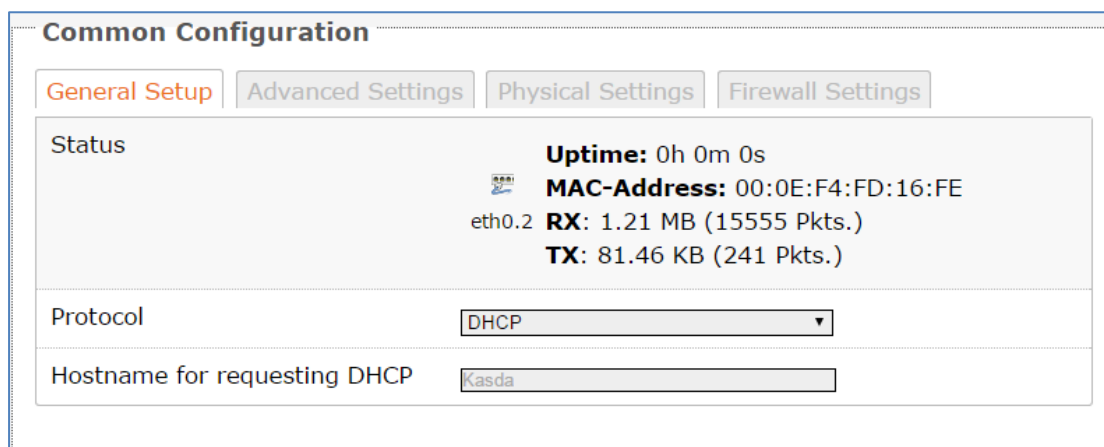 Common Configuration
General Setup Advanced Settings Physical Settings Firewall Settings
Status
Uptime: 0h 0m 0s
MAC-Address: 00:0E:F4:FD:16:FE
eth0.2 RX: 1.21 MB (15555 Pkts.)
TX: 81.46 KB (241 Pkts.)
Protocol DHCP
Hostname for requesting DHCP Kasda